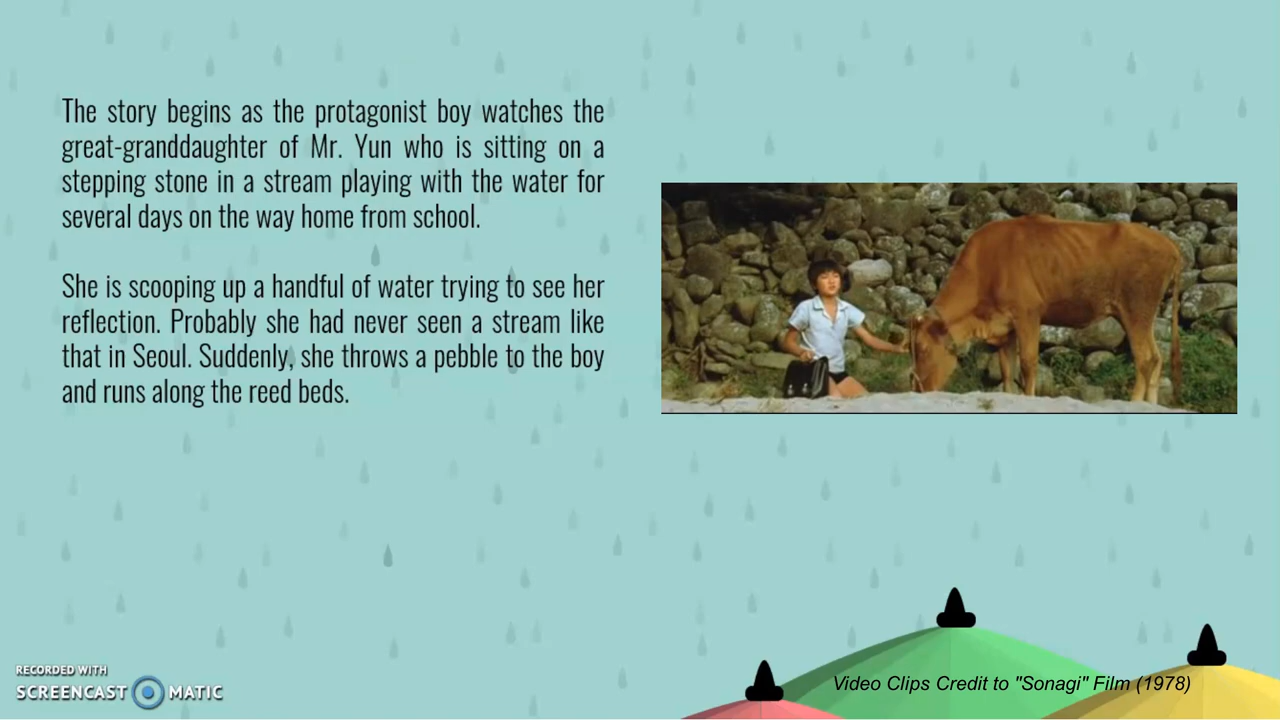 The story begins as the protagonist boy watches the
great-granddaughter of Mr. Yun who is sitting on a
stepping stone in a stream playing with the water for
several days on the way home from school.
She is scooping up a handful of water trying to see her
reflection. Probably she had never seen a stream like
that in Seoul. Suddenly, she throws a pebble to the boy
and runs along the reed beds.
RECORDED WITH
SCREENCAST MATIC
Video Clips Credit to "Sonagi" Film (1978)